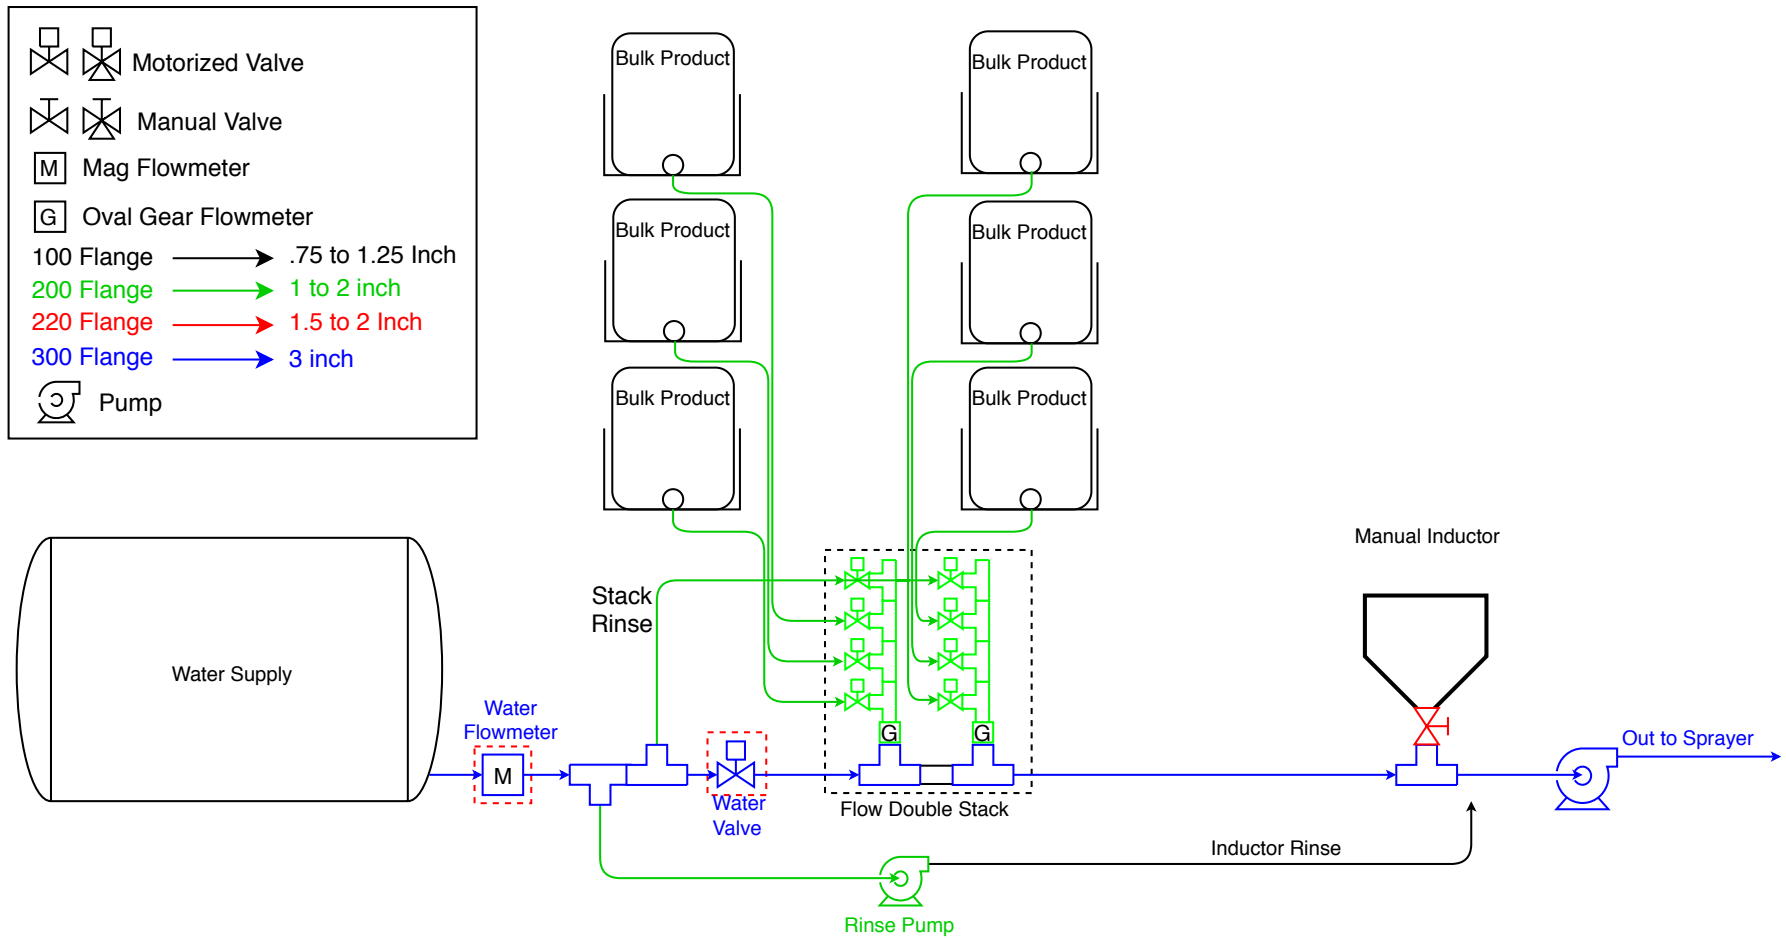 Motorized Valve
Manual Valve
M Mag Flowmeter
G Oval Gear Flowmeter
100 Flange .75 to 1.25 Inch
200 Flange 1 to 2 inch
220 Flange 1.5 to 2 Inch
300 Flange 3 inch
Pump
Bulk Product
Bulk Product
Bulk Product
Bulk Product
Bulk Product
Bulk Product
Manual Inductor
Stack
Rinse
Water Supply
Water
Flowmeter
M
G
G
Out to Sprayer
Water
Valve
Flow Double Stack
Inductor Rinse
Rinse Pump